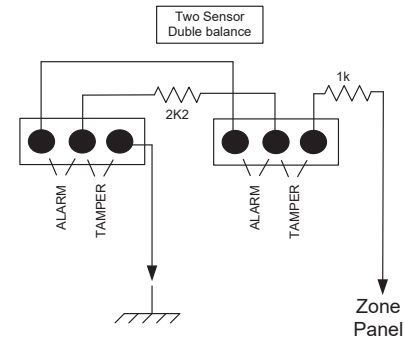 Two Sensor
Duble balance
1k
2K2
ALARM
TAMPER
ALARM
TAMPER
Zone
Panel